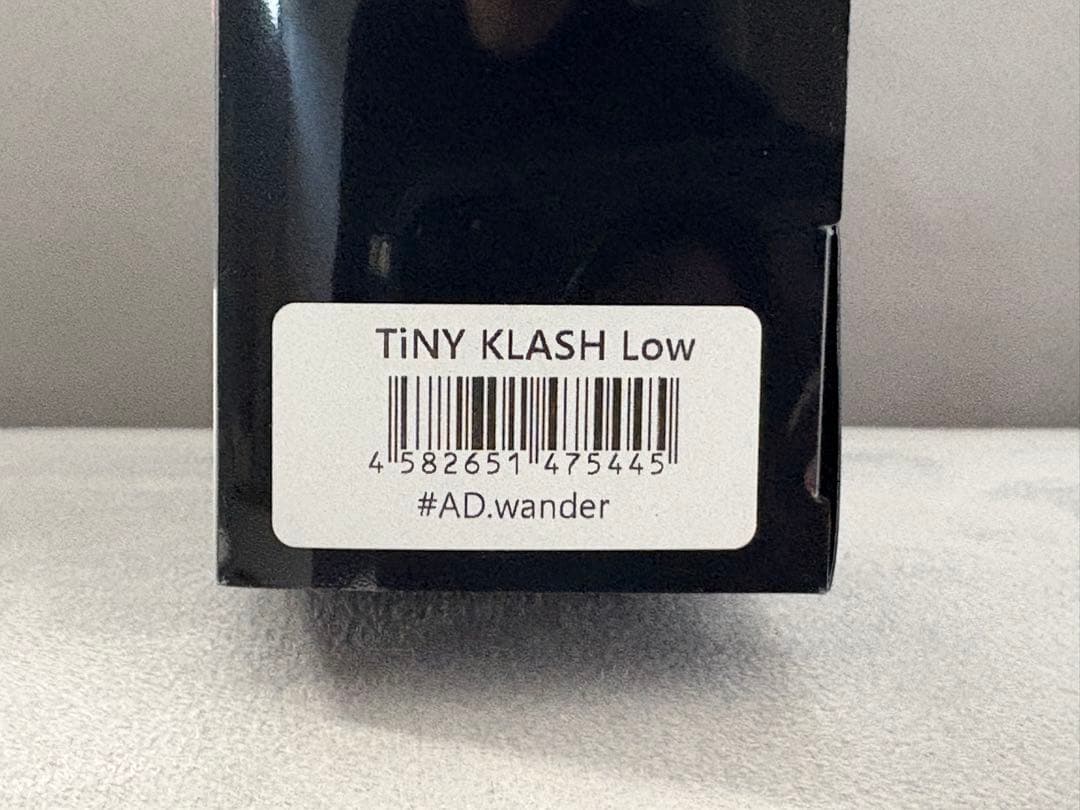 TiNY KLASH Low
4 582651 475445
#AD.wander